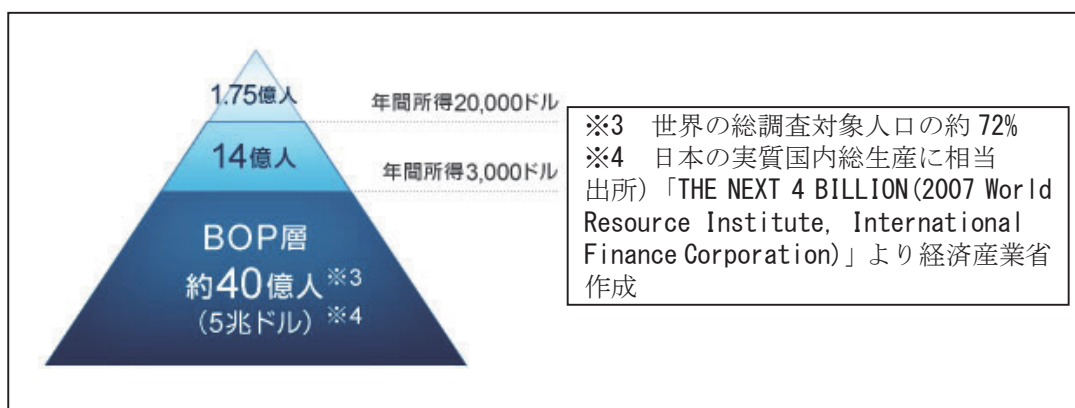 1.75億人
年間所得20,000ドル
14億人
年間所得3,000ドル
BOP層
約40億人※3
(5兆ドル)※4
※3 世界の総調査対象人口の約 72%
※4 日本の実質国内総生産に相当
出所)「THE NEXT 4 BILLION(2007 World
Resource Institute, International
Finance Corporation)」より経済産業省
作成